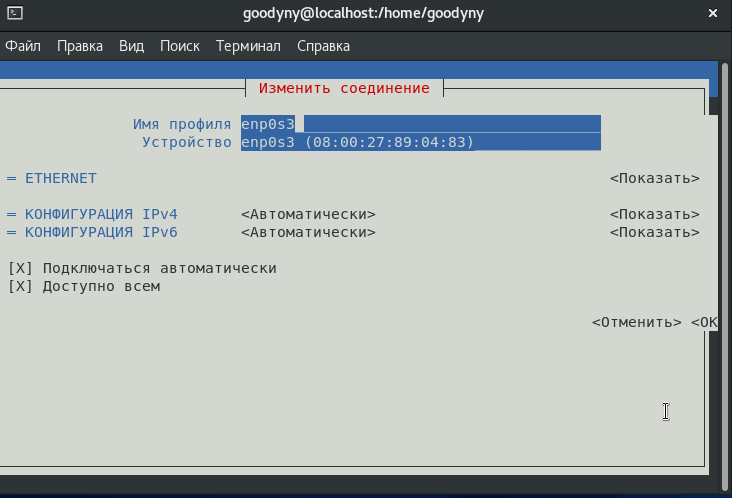 goodyny@localhost:/home/goodyny
Файл Правка Вид Поиск Терминал Справка
Изменить соединение
Имя профиля enp0s3
Устройство enp0s3 (08:00:27:89:04:83)
= ETHERNET <Показать>
= КОНФИГУРАЦИЯ IPv4 <Автоматически> <Показать>
= КОНФИГУРАЦИЯ IPv6 <Автоматически> <Показать>
[X] Подключаться автоматически
[X] Доступно всем
<Отменить> <OK